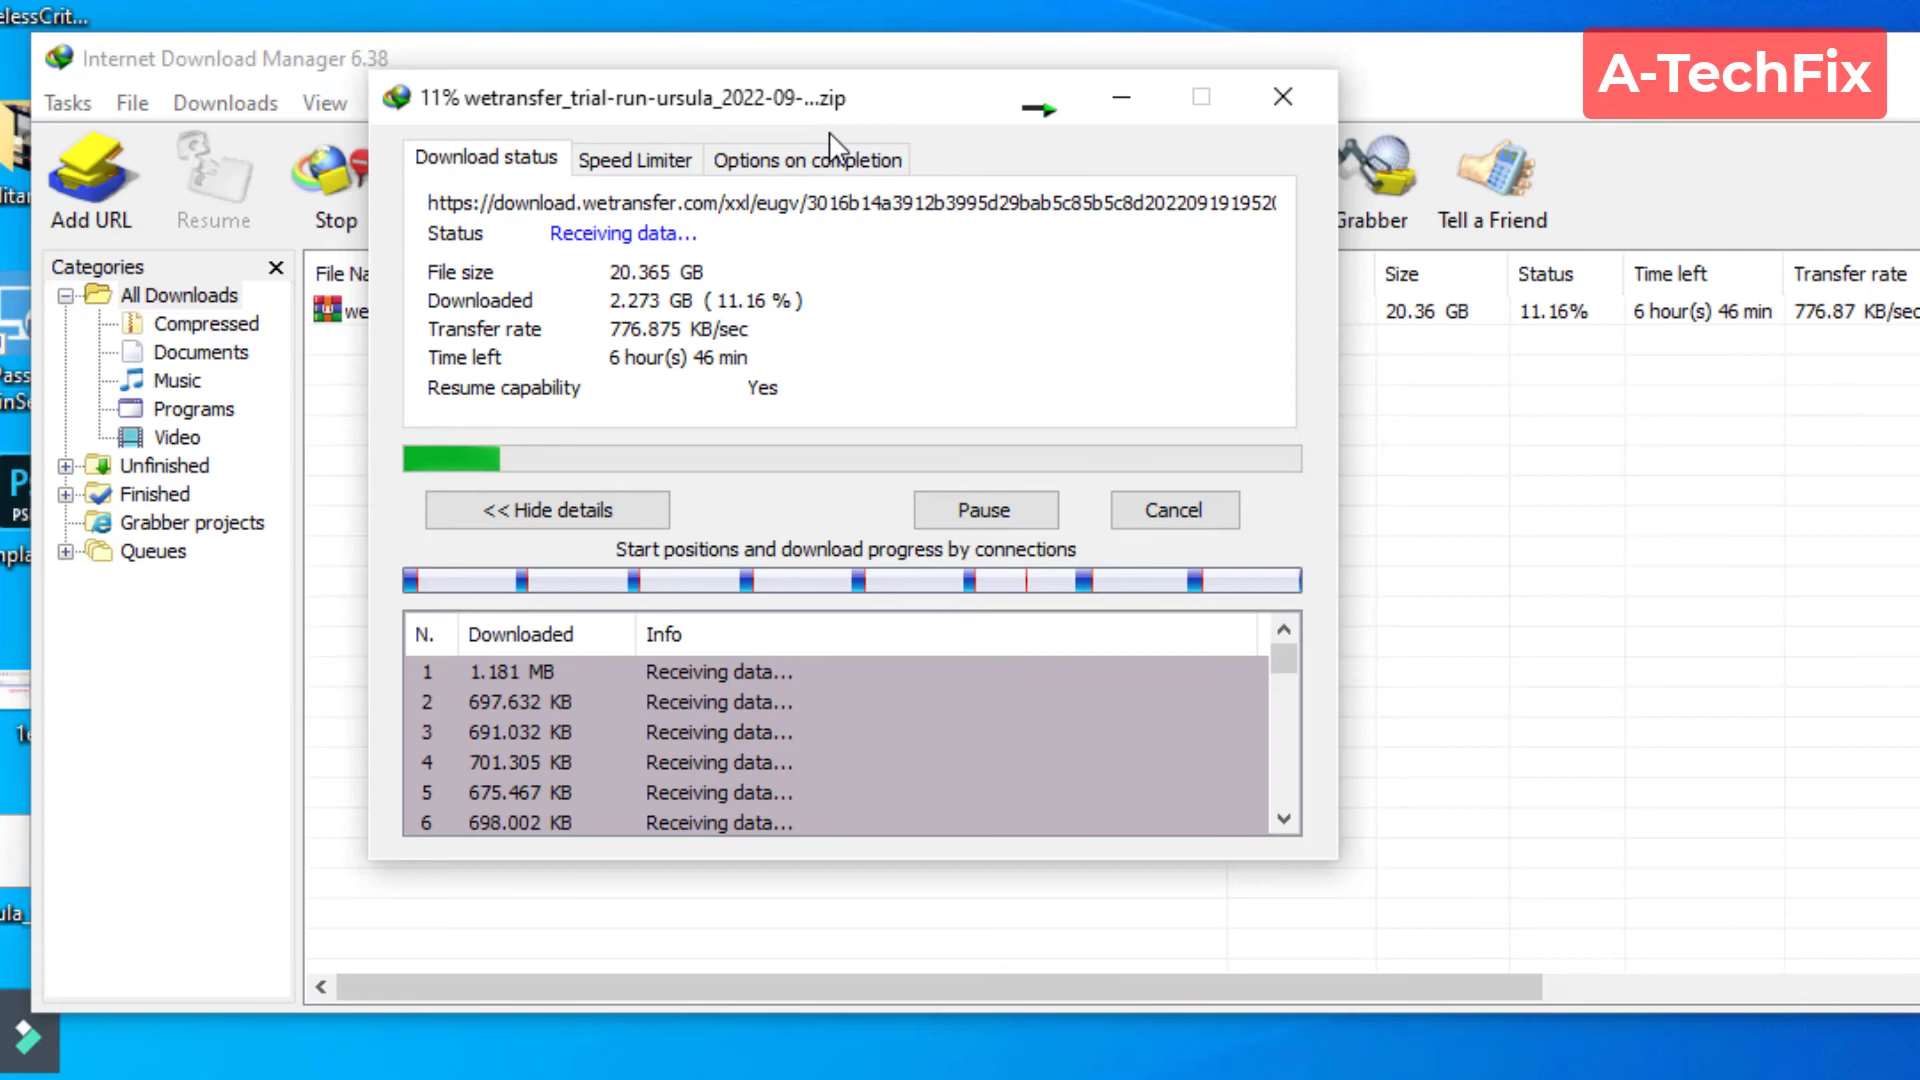 elessCrit...
Internet Download Manager 6.38
A-TechFix
Tasks File Downloads View
11% wetransfer_trial-run-ursula_2022-09-...zip
Add URL
Resume
Stop
Grabber
Tell a Friend
Download status
Speed Limiter
Options on completion
https://download.wetransfer.com/xxl/eugv/3016b14a3912b3995d29bab5c85b5c8d2022091919520
Status Receiving data...
File size 20.365 GB
Downloaded 2.273 GB ( 11.16 % )
Transfer rate 776.875 KB/sec
Time left 6 hour(s) 46 min
Resume capability Yes
Categories
All Downloads
Compressed
Documents
Music
Programs
Video
Unfinished
Finished
Grabber projects
Queues
File Na
we
Size Status Time left Transfer rate
20.36 GB 11.16% 6 hour(s) 46 min 776.87 KB/sec
<< Hide details
Pause
Cancel
Start positions and download progress by connections
N. Downloaded Info
1 1.181 MB Receiving data...
2 697.632 KB Receiving data...
3 691.032 KB Receiving data...
4 701.305 KB Receiving data...
5 675.467 KB Receiving data...
6 698.002 KB Receiving data...